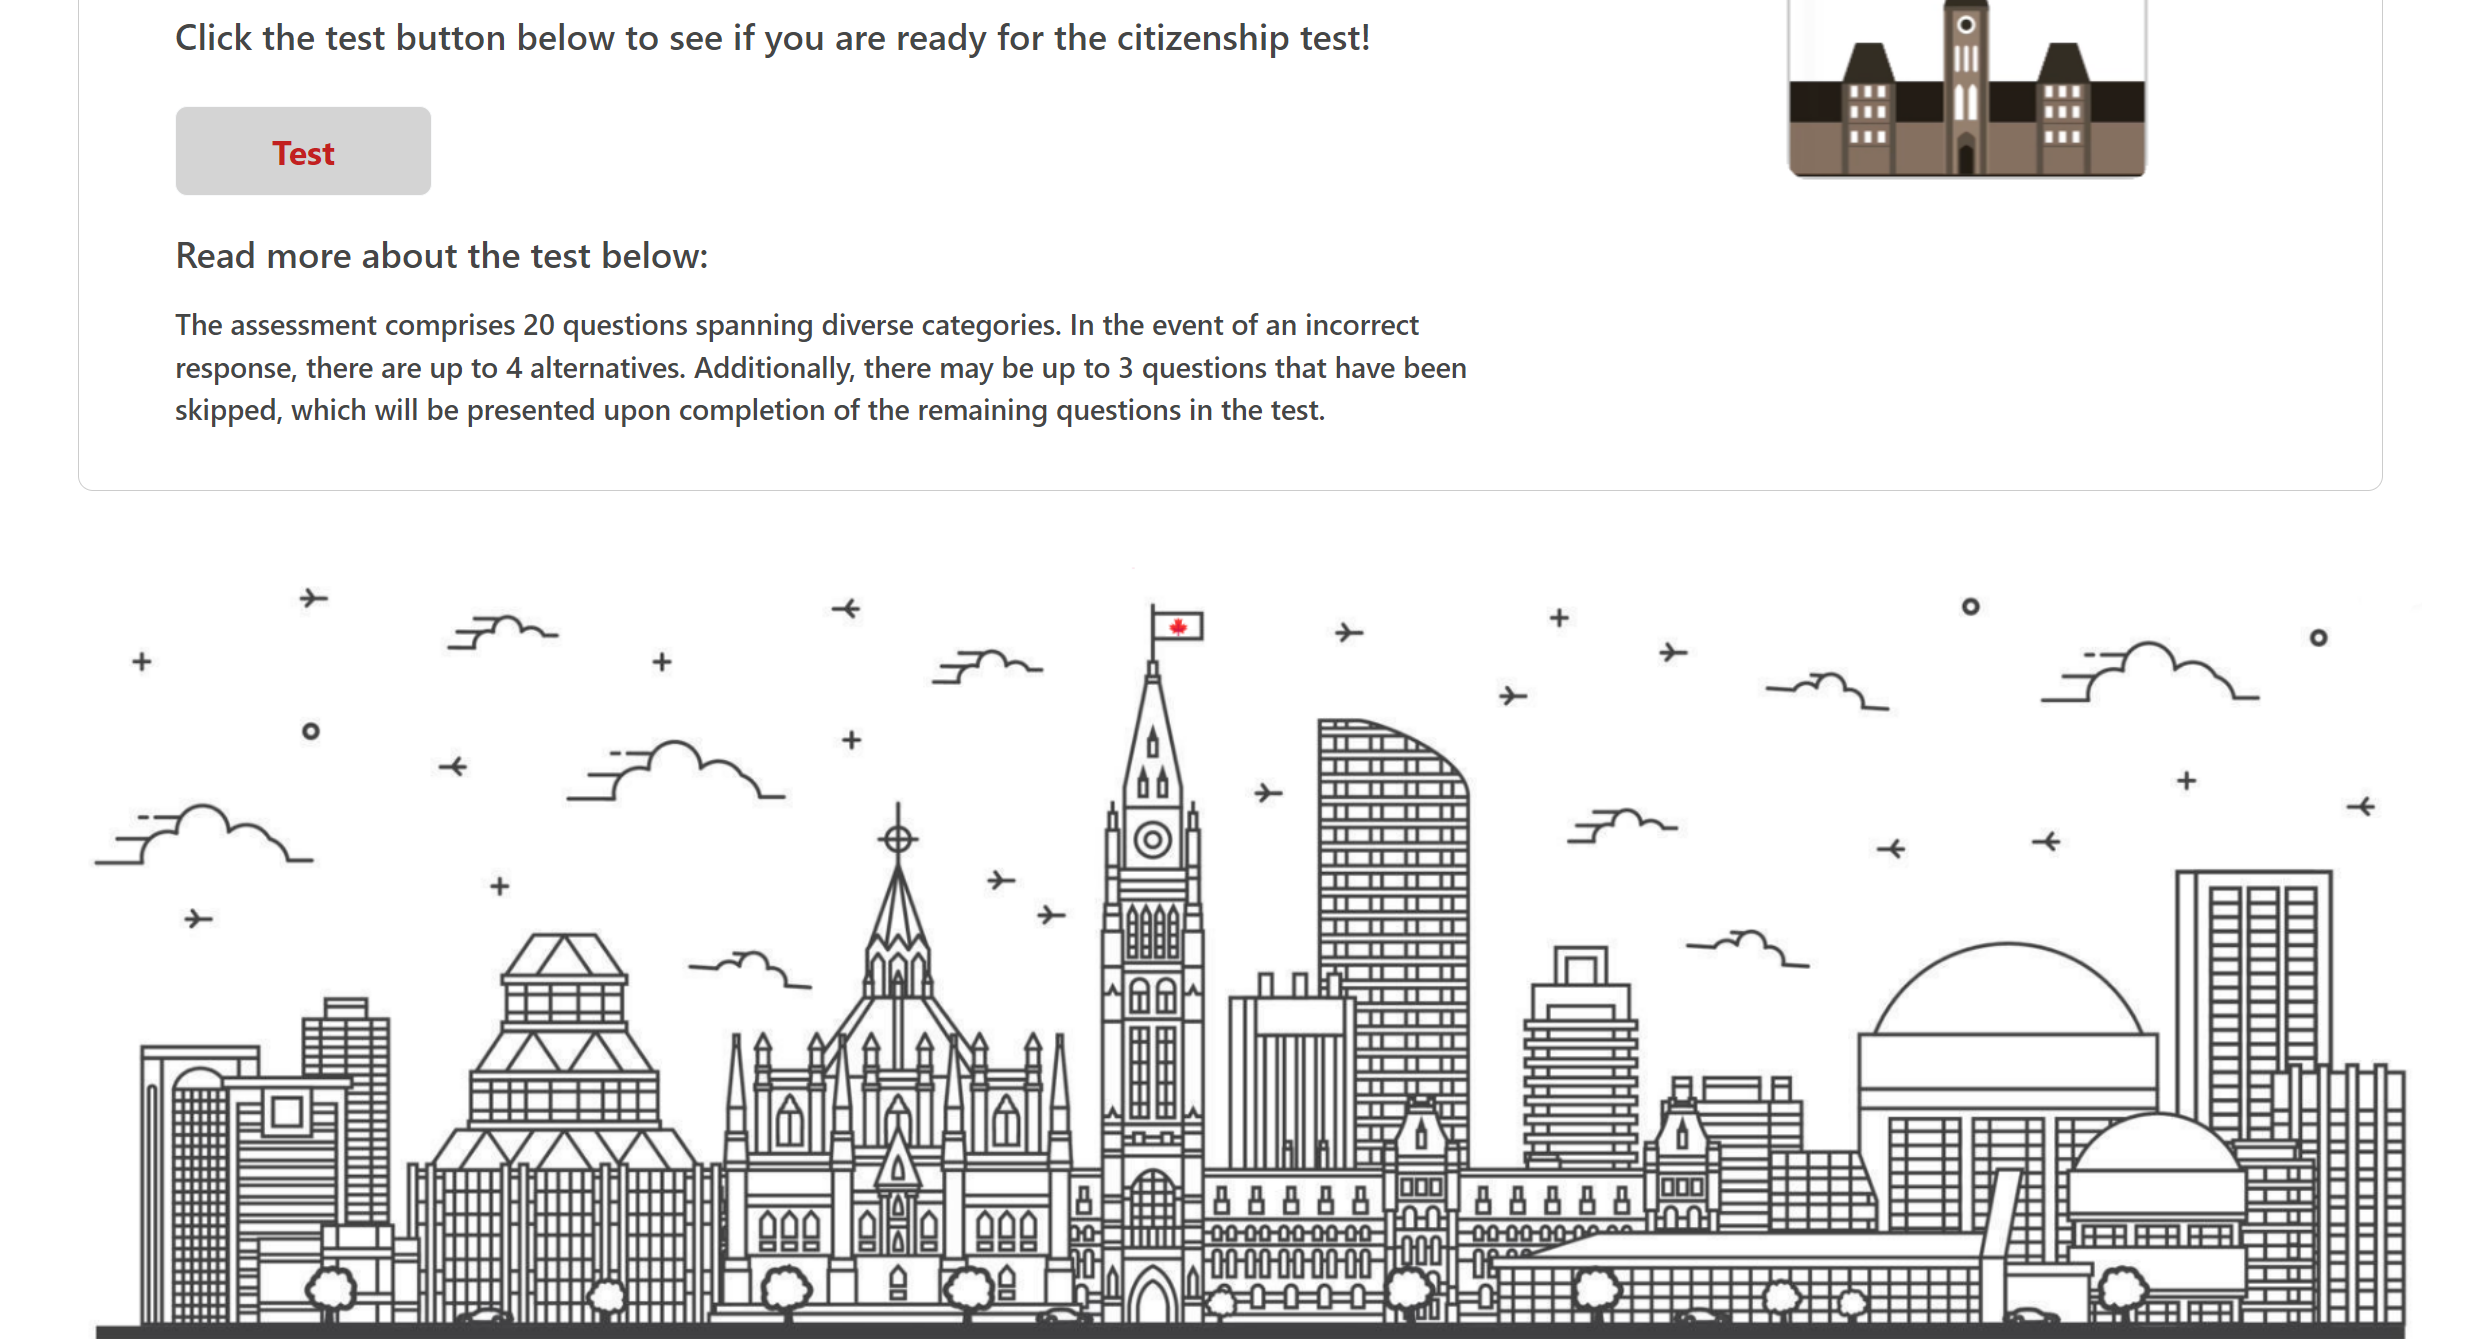 Click the test button below to see if you are ready for the citizenship test!
Test
Read more about the test below:
The assessment comprises 20 questions spanning diverse categories. In the event of an incorrect
response, there are up to 4 alternatives. Additionally, there may be up to 3 questions that have been
skipped, which will be presented upon completion of the remaining questions in the test.